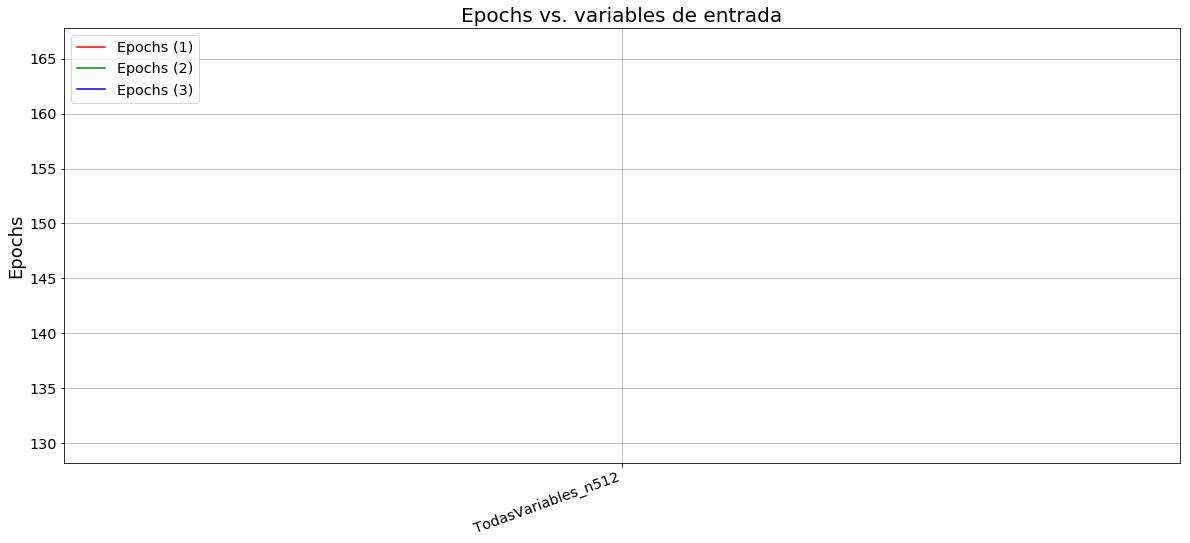 Epochs vs. variables de entrada
Epochs (1)
Epochs (2)
Epochs (3)
Epochs
165
160
155
150
145
140
135
130
TodasVariables_n512